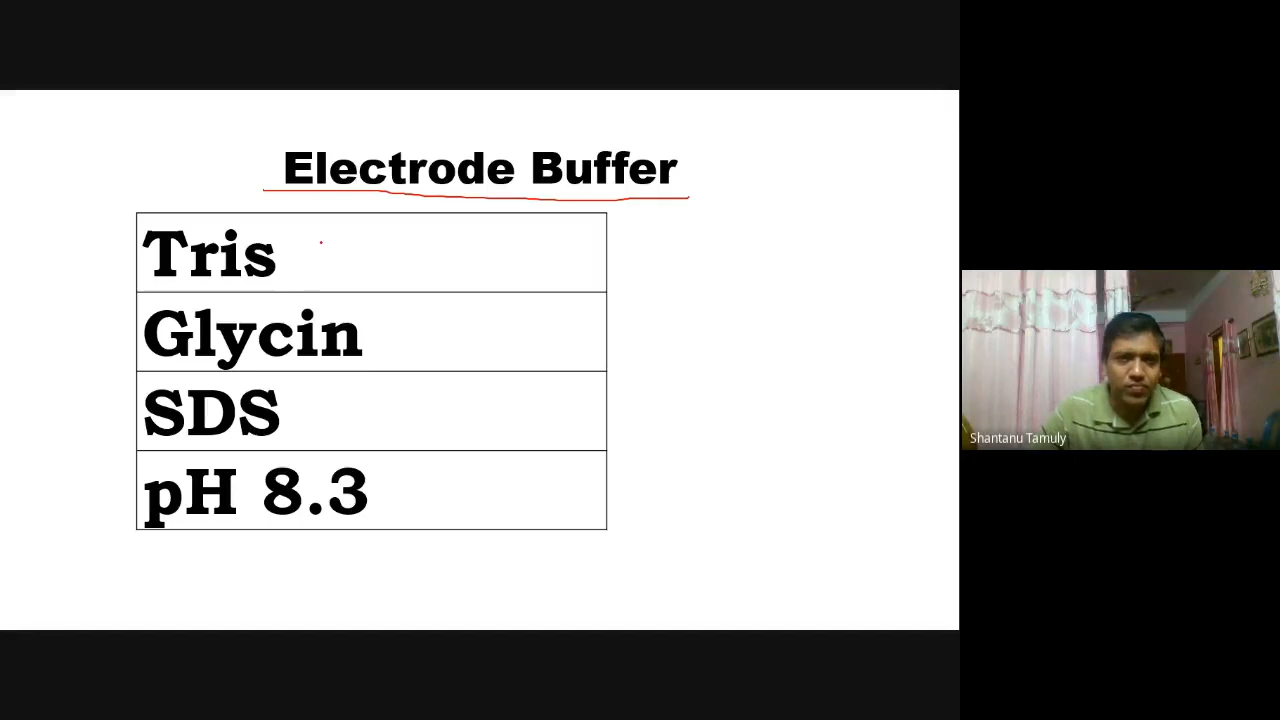 Electrode Buffer
Tris
Glycin
SDS
pH 8.3
Shantanu Tamuly